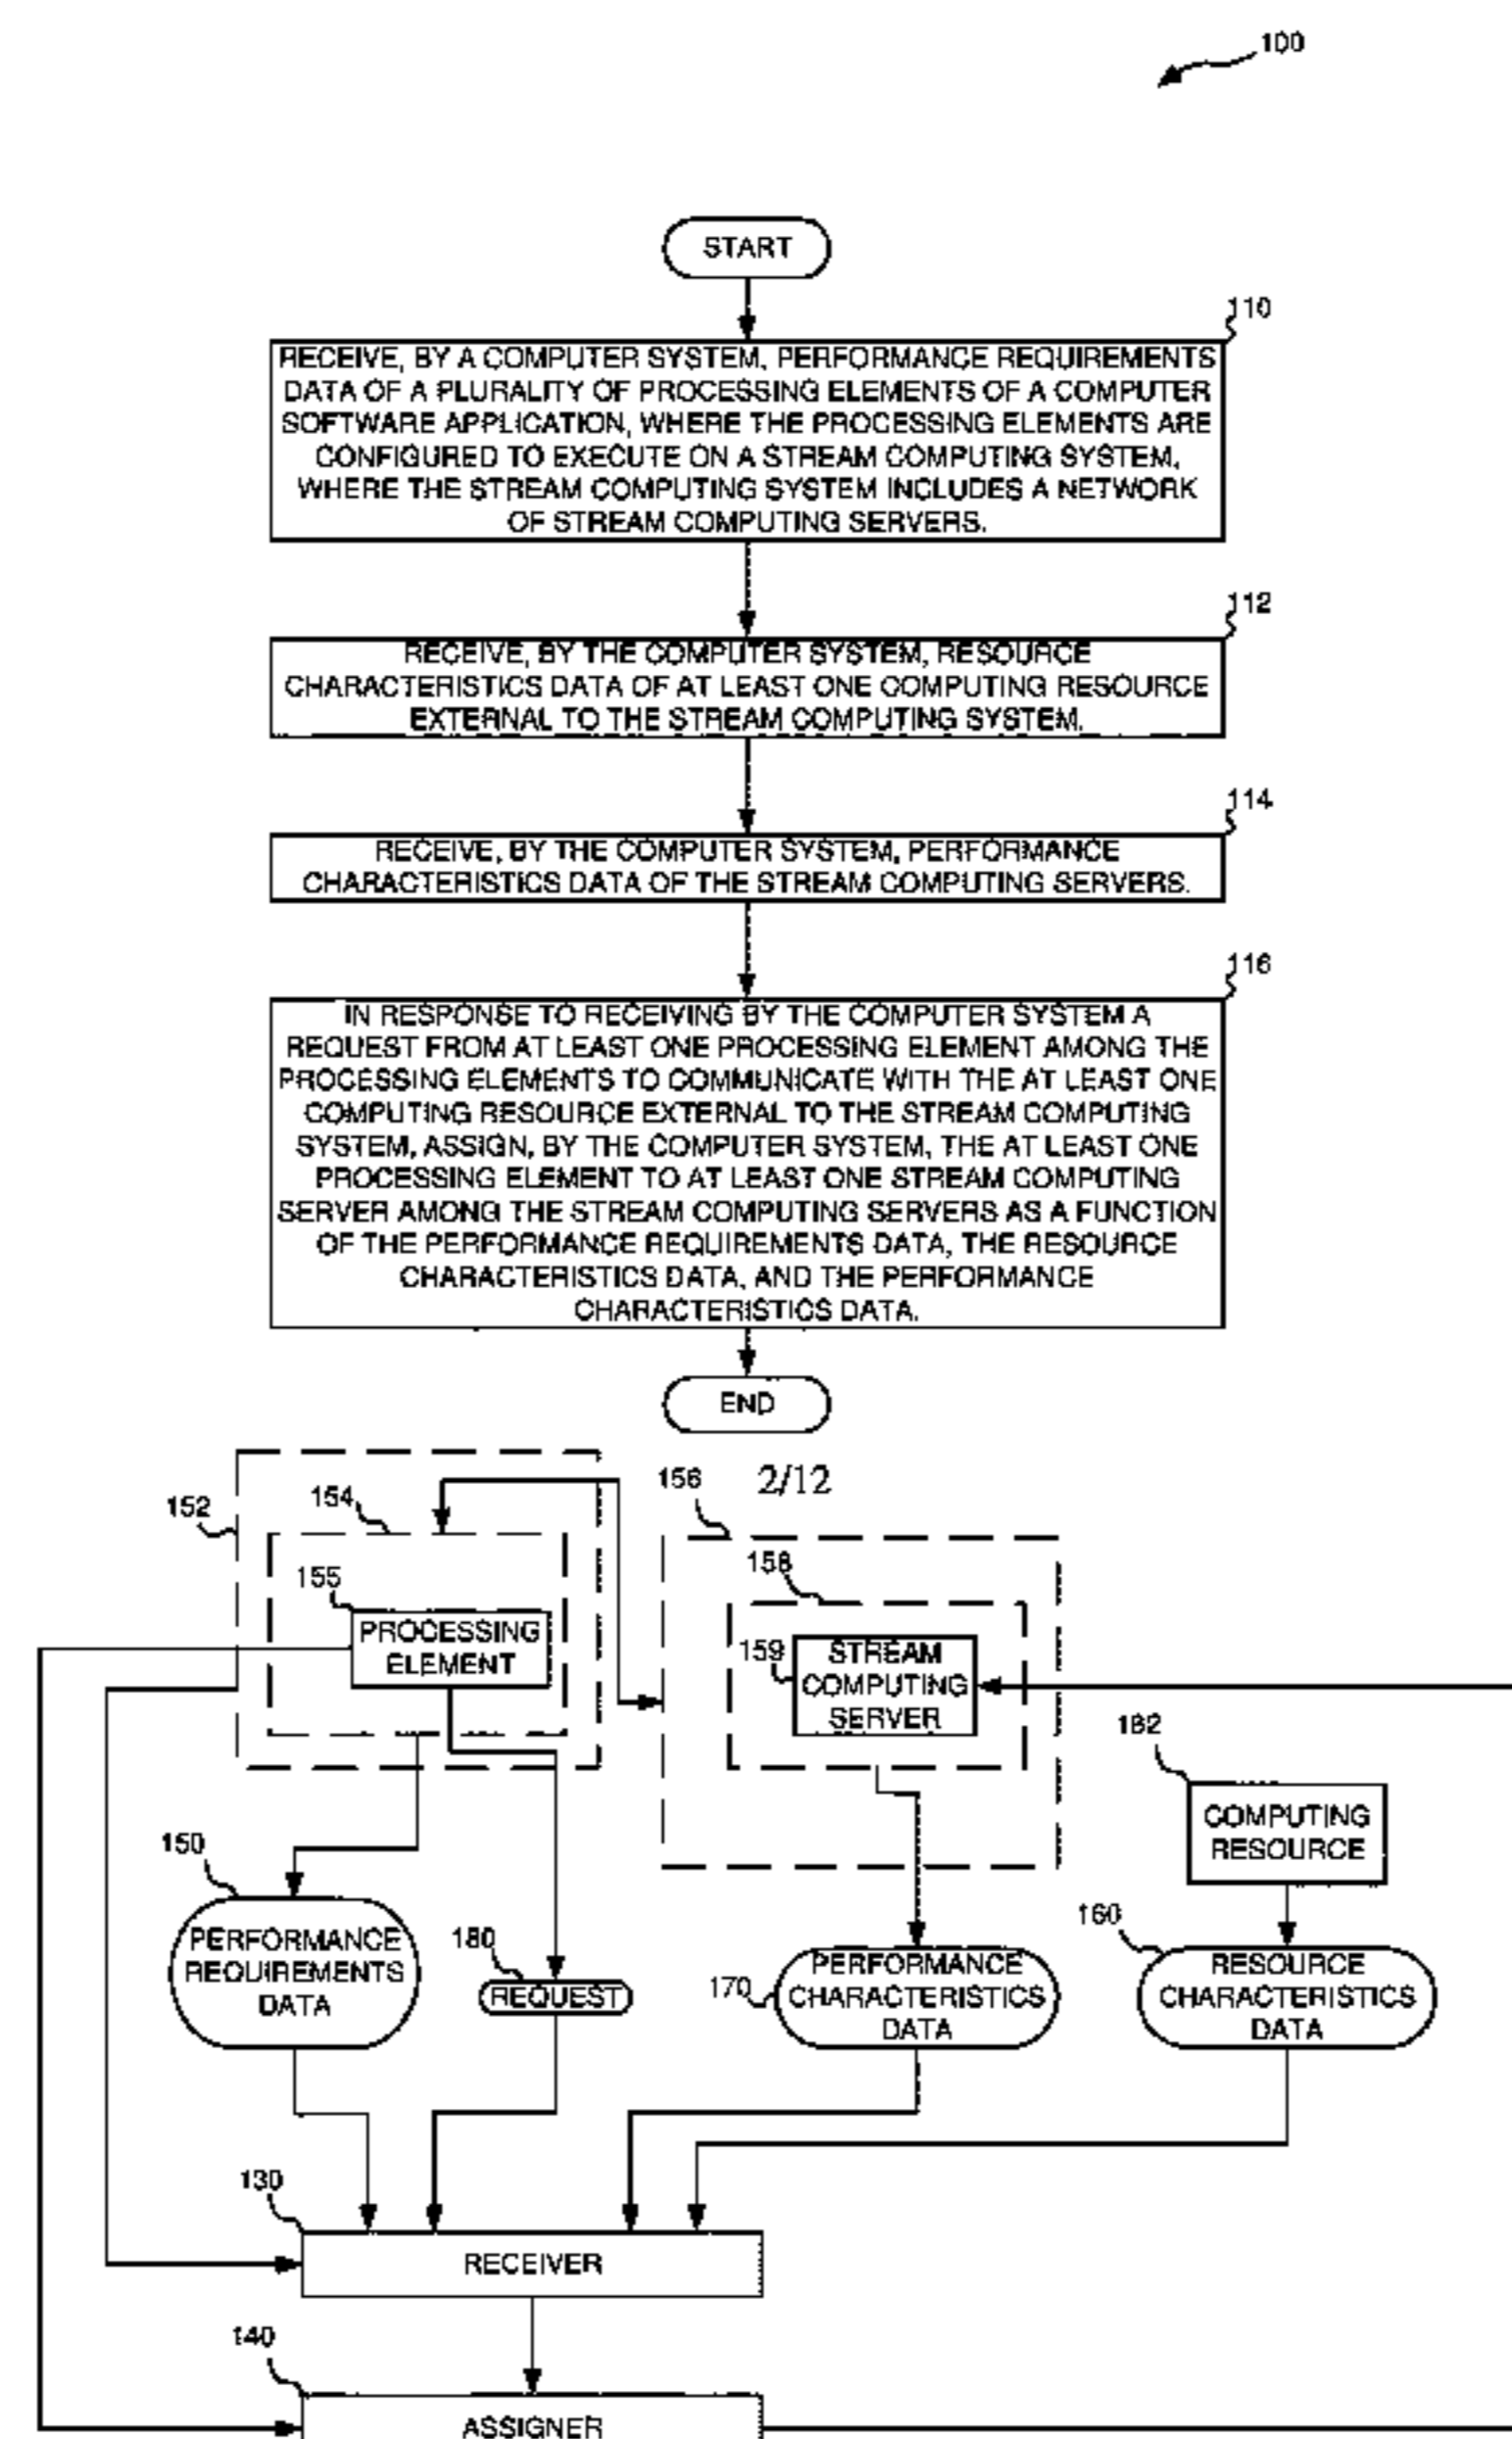 100
START
110
RECEIVE, BY A COMPUTER SYSTEM, PERFORMANCE REQUIREMENTS
DATA OF A PLURALITY OF PROCESSING ELEMENTS OF A COMPUTER
SOFTWARE APPLICATION, WHERE THE PROCESSING ELEMENTS ARE
CONFIGURED TO EXECUTE ON A STREAM COMPUTING SYSTEM,
WHERE THE STREAM COMPUTING SYSTEM INCLUDES A NETWORK
OF STREAM COMPUTING SERVERS.
112
RECEIVE, BY THE COMPUTER SYSTEM, RESOURCE
CHARACTERISTICS DATA OF AT LEAST ONE COMPUTING RESOURCE
EXTERNAL TO THE STREAM COMPUTING SYSTEM.
114
RECEIVE, BY THE COMPUTER SYSTEM, PERFORMANCE
CHARACTERISTICS DATA OF THE STREAM COMPUTING SERVERS.
116
IN RESPONSE TO RECEIVING BY THE COMPUTER SYSTEM A
REQUEST FROM AT LEAST ONE PROCESSING ELEMENT AMONG THE
PROCESSING ELEMENTS TO COMMUNICATE WITH THE AT LEAST ONE
COMPUTING RESOURCE EXTERNAL TO THE STREAM COMPUTING
SYSTEM, ASSIGN, BY THE COMPUTER SYSTEM, THE AT LEAST ONE
PROCESSING ELEMENT TO AT LEAST ONE STREAM COMPUTING
SERVER AMONG THE STREAM COMPUTING SERVERS AS A FUNCTION
OF THE PERFORMANCE REQUIREMENTS DATA, THE RESOURCE
CHARACTERISTICS DATA, AND THE PERFORMANCE
CHARACTERISTICS DATA.
END
2/12
152
154
155
PROCESSING
ELEMENT
156
158
159
STREAM
COMPUTING
SERVER
162
COMPUTING
RESOURCE
150
PERFORMANCE
REQUIREMENTS
DATA
180
REQUEST
170
PERFORMANCE
CHARACTERISTICS
DATA
160
RESOURCE
CHARACTERISTICS
DATA
130
RECEIVER
140
ASSIGNER